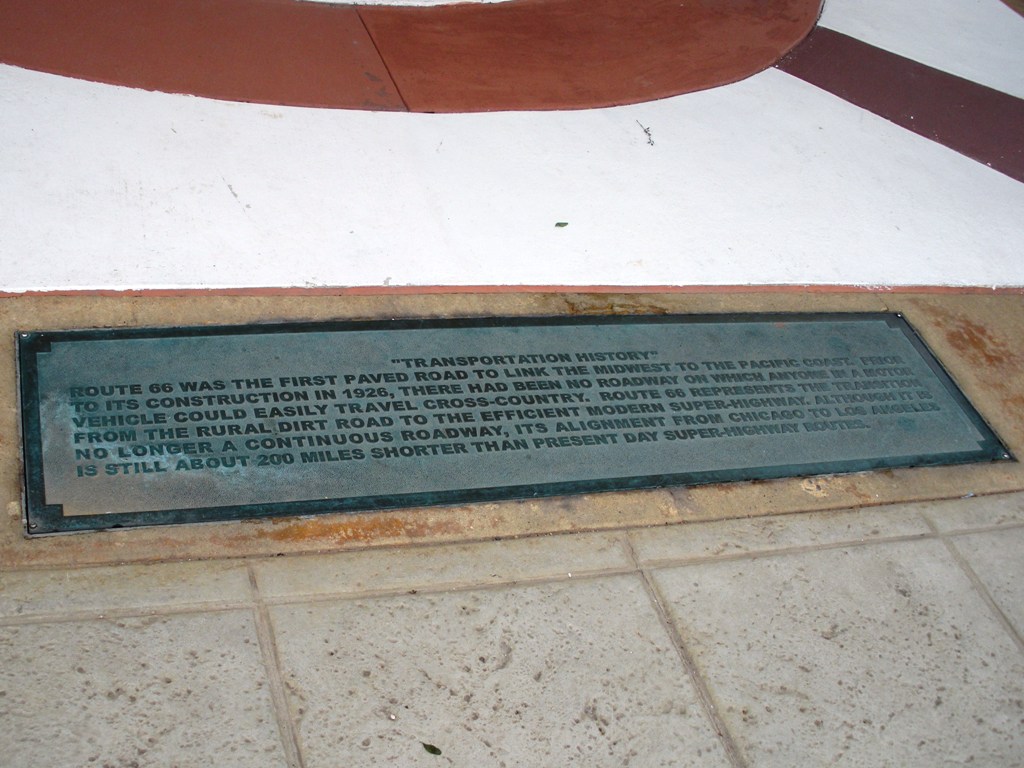 "TRANSPORTATION HISTORY"
ROUTE 66 WAS THE FIRST PAVED ROAD TO LINK THE MIDWEST TO THE PACIFIC COAST. PRIOR
TO ITS CONSTRUCTION IN 1926, THERE HAD BEEN NO ROADWAY ON WHICH ANYONE IN A MOTOR
VEHICLE COULD EASILY TRAVEL CROSS-COUNTRY. ROUTE 66 REPRESENTS THE TRANSITION
FROM THE RURAL DIRT ROAD TO THE EFFICIENT MODERN SUPER-HIGHWAY. ALTHOUGH IT IS
NO LONGER A CONTINUOUS ROADWAY, ITS ALIGNMENT FROM CHICAGO TO LOS ANGELES
IS STILL ABOUT 200 MILES SHORTER THAN PRESENT DAY SUPER-HIGHWAY ROUTES.